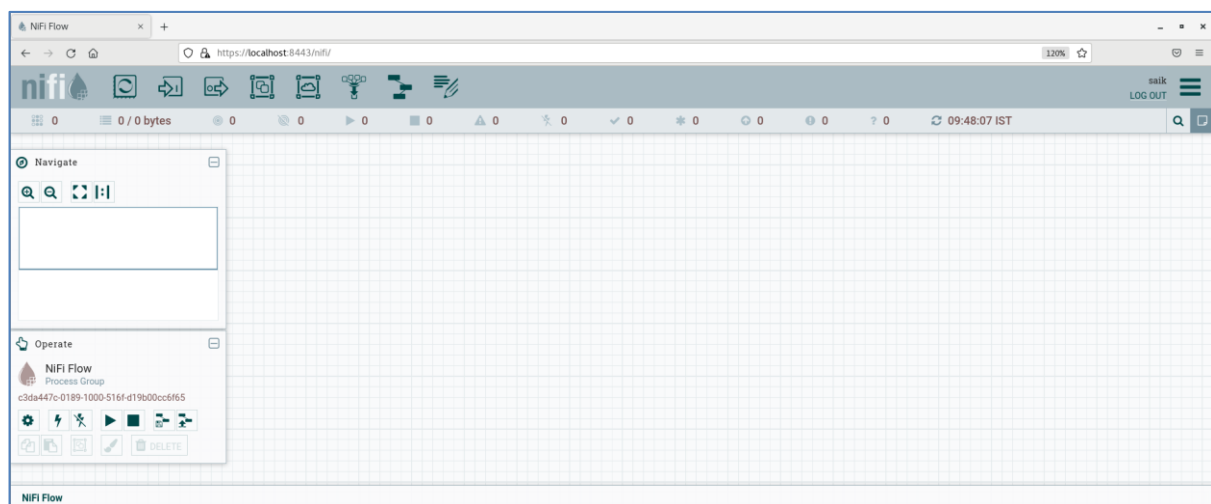 NiFi Flow
https://localhost:8443/nifi/
120%
nifi
saik
LOG OUT
0
0 / 0 bytes
0
0
0
0
0
0
0
0
0
0
0
09:48:07 IST
Navigate
Operate
NiFi Flow
Process Group
c3da447c-0189-1000-516f-d19b00cc6f65
DELETE
NiFi Flow